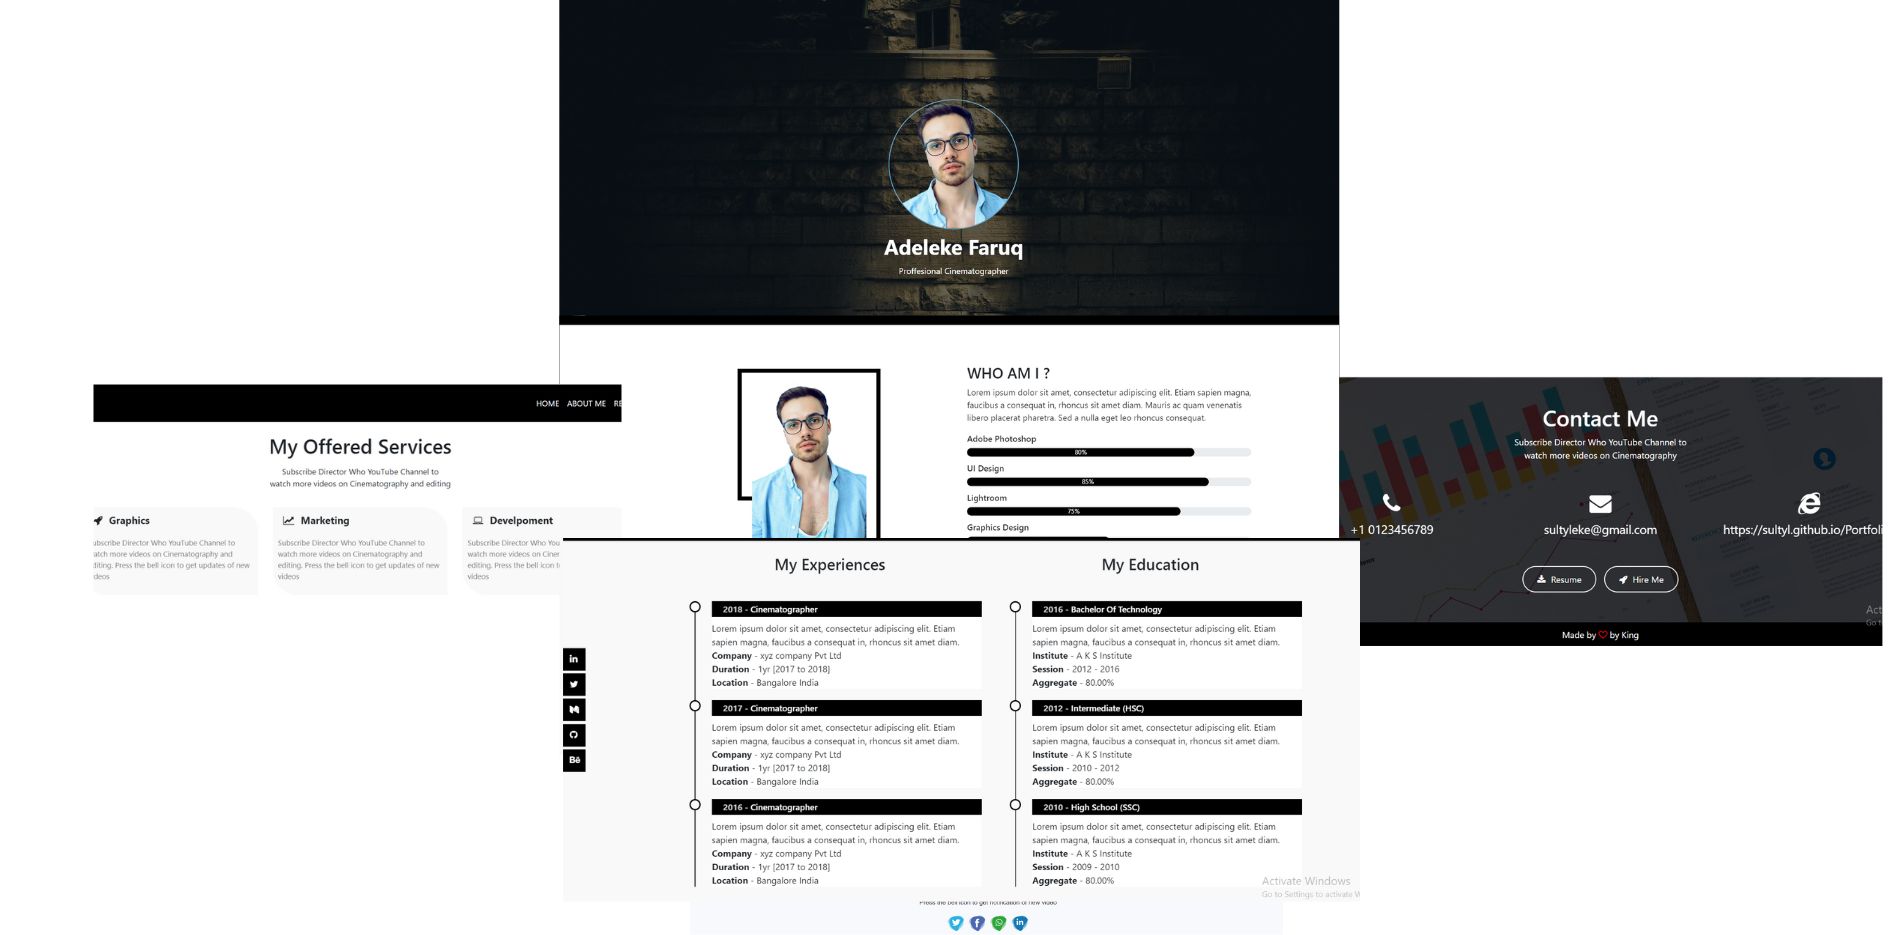 Adeleke Faruq
Proffesional Cinematographer
WHO AM I ?
Lorem ipsum dolor sit amet, consectetur adipiscing elit. Etiam sapien magna,
faucibus a consequat in, rhoncus sit amet diam. Mauris ac quam venenatis
libero placerat pharetra. Sed a nulla eget leo rhoncus consequat.
Adobe Photoshop
80%
UI Design
85%
Lightroom
75%
Graphics Design
HOME ABOUT ME RE
My Offered Services
Subscribe Director Who YouTube Channel to
watch more videos on Cinematography and editing
Graphics
ubscribe Director Who YouTube Channel to
atch more videos on Cinematography and
diting. Press the bell icon to get updates of new
deos
Marketing
Subscribe Director Who YouTube Channel to
watch more videos on Cinematography and
editing. Press the bell icon to get updates of new
videos
Develpoment
Subscribe Director Who You
watch more videos on Ciner
editing. Press the bell icon t
videos
My Experiences
2018 - Cinematographer
Lorem ipsum dolor sit amet, consectetur adipiscing elit. Etiam
sapien magna, faucibus a consequat in, rhoncus sit amet diam.
Company - xyz company Pvt Ltd
Duration - 1yr [2017 to 2018]
Location - Bangalore India
2017 - Cinematographer
Lorem ipsum dolor sit amet, consectetur adipiscing elit. Etiam
sapien magna, faucibus a consequat in, rhoncus sit amet diam.
Company - xyz company Pvt Ltd
Duration - 1yr [2017 to 2018]
Location - Bangalore India
2016 - Cinematographer
Lorem ipsum dolor sit amet, consectetur adipiscing elit. Etiam
sapien magna, faucibus a consequat in, rhoncus sit amet diam.
Company - xyz company Pvt Ltd
Duration - 1yr [2017 to 2018]
Location - Bangalore India
My Education
2016 - Bachelor Of Technology
Lorem ipsum dolor sit amet, consectetur adipiscing elit. Etiam
sapien magna, faucibus a consequat in, rhoncus sit amet diam.
Institute - A K S Institute
Session - 2012 - 2016
Aggregate - 80.00%
2012 - Intermediate (HSC)
Lorem ipsum dolor sit amet, consectetur adipiscing elit. Etiam
sapien magna, faucibus a consequat in, rhoncus sit amet diam.
Institute - A K S Institute
Session - 2010 - 2012
Aggregate - 80.00%
2010 - High School (SSC)
Lorem ipsum dolor sit amet, consectetur adipiscing elit. Etiam
sapien magna, faucibus a consequat in, rhoncus sit amet diam.
Institute - A K S Institute
Session - 2009 - 2010
Aggregate - 80.00%
Activate Windows
Go to Settings to activate W
in
Bē
Press the bell icon to get notification of new video
f
in
Contact Me
Subscribe Director Who YouTube Channel to
watch more videos on Cinematography
+1 0123456789
sultyleke@gmail.com
https://sultyl.github.io/Portfoli
Resume
Hire Me
Act
Go t
Made by by King